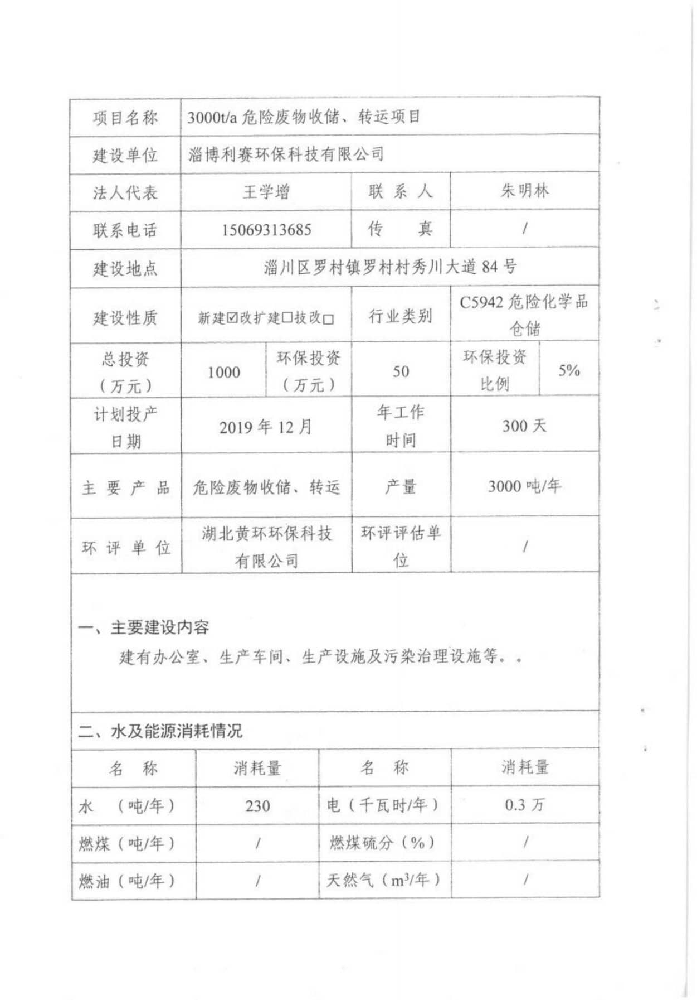 项目名称 3000t/a 危险废物收储、转运项目
建设单位 淄博利赛环保科技有限公司
法人代表 王学增 联 系 人 朱明林
联系电话 15069313685 传 真 /
建设地点 淄川区罗村镇罗村村秀川大道 84 号
建设性质 新建☑改扩建□技改□ 行业类别 C5942 危险化学品
仓储
总投资
（万元） 1000 环保投资
（万元） 50 环保投资
比例 5%
计划投产
日期 2019 年 12 月 年工作
时间 300 天
主 要 产 品 危险废物收储、转运 产量 3000 吨/年
环 评 单 位 湖北黄环环保科技
有限公司 环评评估单
位 /
一、主要建设内容
建有办公室、生产车间、生产设施及污染治理设施等。。
二、水及能源消耗情况
名 称 消耗量 名 称 消耗量
水 （吨/年） 230 电（千瓦时/年） 0.3 万
燃煤（吨/年） / 燃煤硫分（%） /
燃油（吨/年） / 天然气（m³/年） /